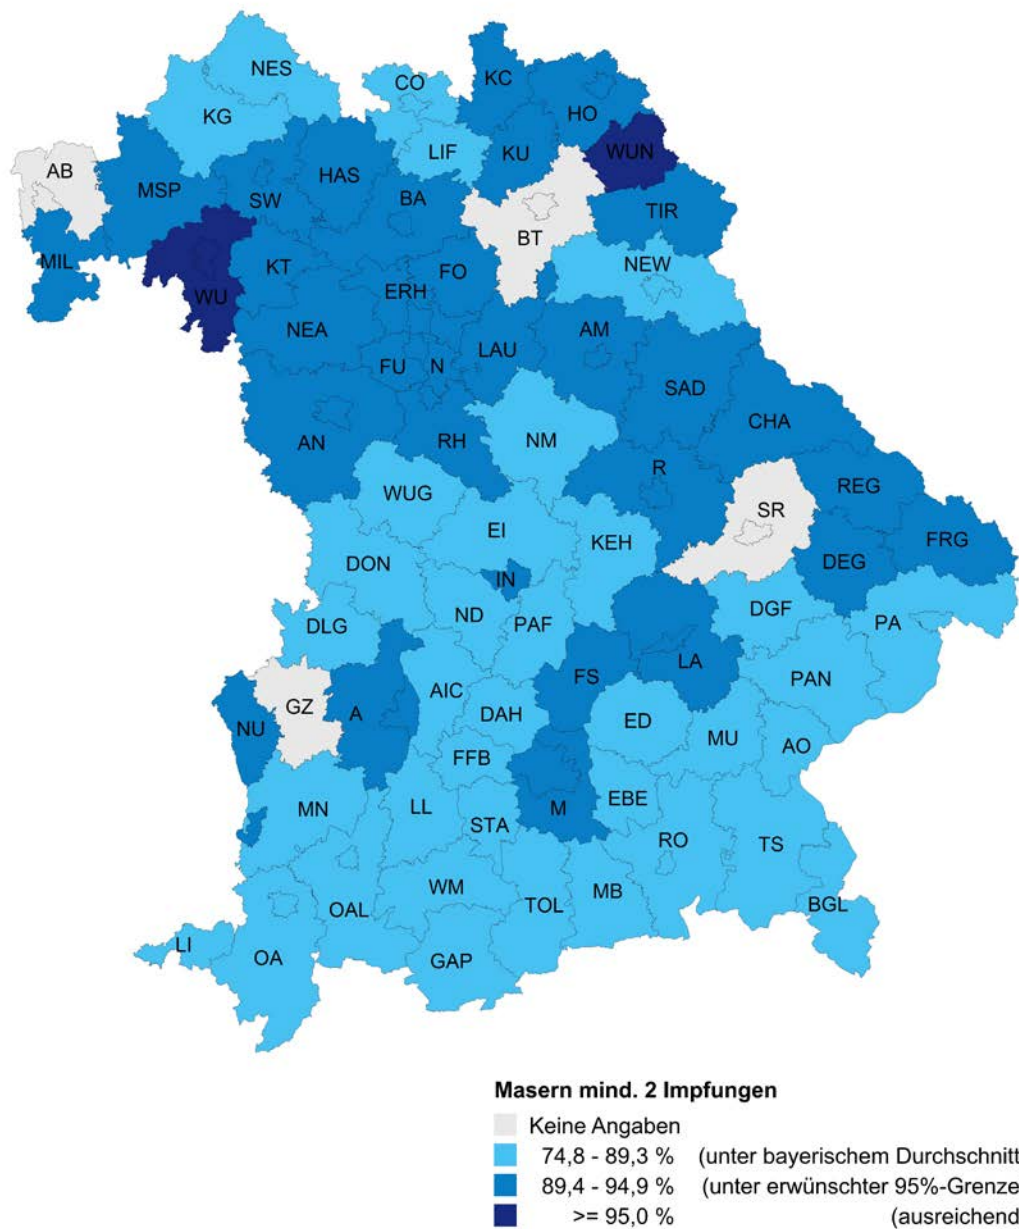 NES
CO
KC
HO
KG
LIF
KU
WUN
AB
MSP
SW
HAS
BA
BT
TIR
MIL
WU
KT
FO
NEW
ERH
NEA
FU
N
LAU
AM
SAD
AN
RH
NM
CHA
WUG
R
REG
SR
FRG
EI
KEH
DEG
DON
IN
ND
PAF
DGF
PA
DLG
AIC
FS
LA
PAN
GZ
A
DAH
ED
MU
AO
NU
FFB
M
EBE
MN
LL
STA
RO
TS
OAL
WM
TOL
MB
BGL
LI
OA
GAP
Masern mind. 2 Impfungen
Keine Angaben
74,8 - 89,3 % (unter bayerischem Durchschnitt
89,4 - 94,9 % (unter erwünschter 95%-Grenze
>= 95,0 % (ausreichend